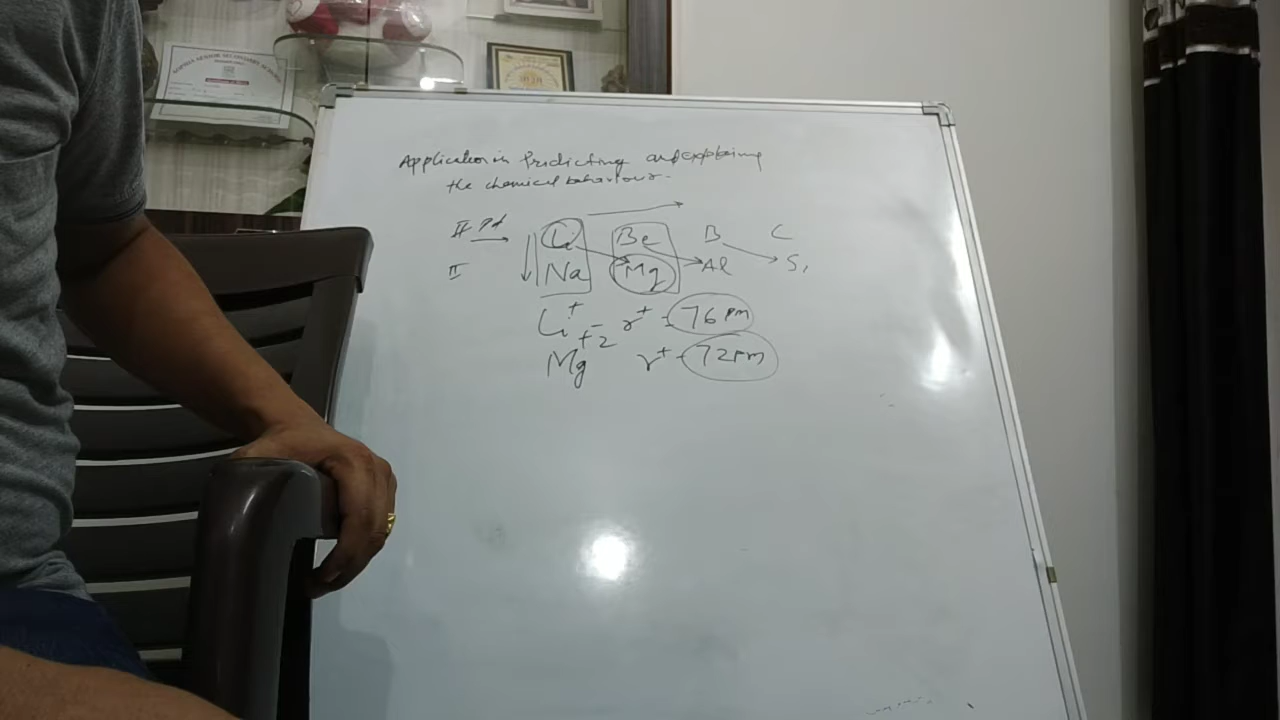 Application in Predicting and explaining
the chemical behaviour.
II Pd Li Be B C
II Na Mg Al Si
Li+ r+ = 76 pm
Mg+2 r+ = 72 pm